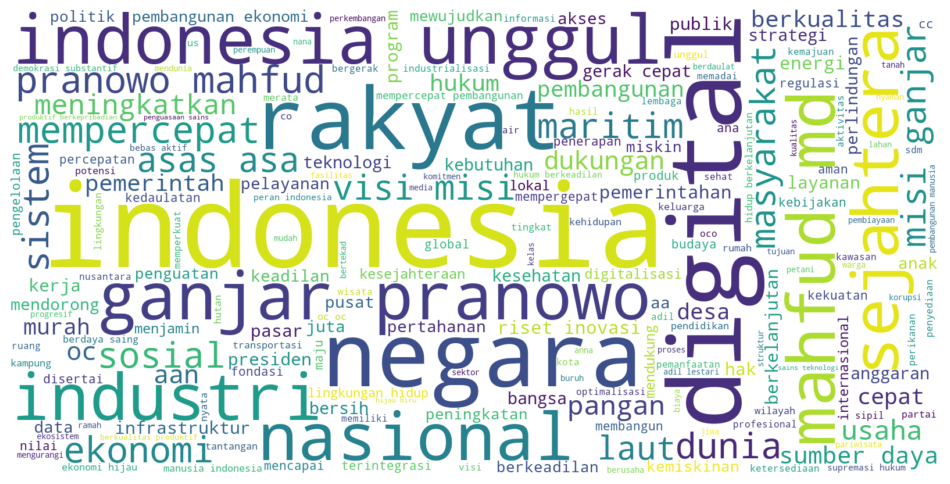 politik
pembangunan ekonomi
perkembangan
program
mewujudkan
informasi
akses
publik
berkualitas
cc
strategi
indonesia unggul
us
perempuan
nana
demokrasi substantif
mendunia
bergerak
industrialisasi
gerak cepat
unggul
berdaulat
memadai
kemajuan
tanah
energi
regulasi
pranowo mahfud
hukum
pembangunan
mempercepat pembangunan
hasil
lembaga
meningkatkan
merata
produktif berkepribadian
penguasaan sains
co
rakyat
air
maritim
ana
digital
masyarakat
mahfud md
perlindungan
sejahtera
misi ganjar
aktivitas
nyaman
kualitas
lahan
sdm
mempercepat
bebas aktif
penerapan
miskin
sistem
percepatan
asas asa
teknologi
kebutuhan
dukungan
potensi
fasilitas
komitmen
hukum berkeadilan
produk
sehat
aman
layanan
pengelolaan
pemerintah
pelayanan
visi misi
lokal
pemerintahan
kebijakan
kedaulatan
peran indonesia
media
mempergepat
keluarga
hidup berkelanjutan
pembiayaan
pembangunan manusia
lingkungan
memperkuat
indonesia
tingkat
kehidupan
budaya
oco
rumah
tujuan
mudah
bertekad
global
kelas
kawasan
warga
nusantara
penguatan
keadilan
kesejahteraan
kesehatan
digitalisasi
petani
anak
kerja
hutan
wisata
pusat
aa
desa
kekuatan
korupsi
penyediaan
mendorong
progresif
ganjar pranowo
oc oc
adil
pendidikan
berkelanjutan
perikanan
ruang
berdaya saing
murah
menjamin
pasar
juta
pertahanan
riset inovasi
kampung
oc
sosial
transportasi
maju
negara
anna
kota
mendukung
proses
struktur
sains teknologi
internasional
presiden
fondasi
sektor
buruh
adil lestari
pemanfaatan
hak
anggaran
disertai
aan
nyata
lingkungan hidup
hijau biru
bangsa
optimalisasi
biaya
cepat
industri
bersih
memiliki
peningkatan
pangan
wilayah
sipil
partai
data
ramah
infrastruktur
membangun
profesional
usaha
nilai
ekosistem
berkualitas produktif
tantangan
nasional
laut
dunia
jiwa
pariwisata
mengurangi
ekonomi
berkeadilan
kemiskinan
sumber daya
ekonomi hijau
manusia indonesia
mencapai
terintegrasi
visi
berusaha
ketersediaan
supremasi hukum